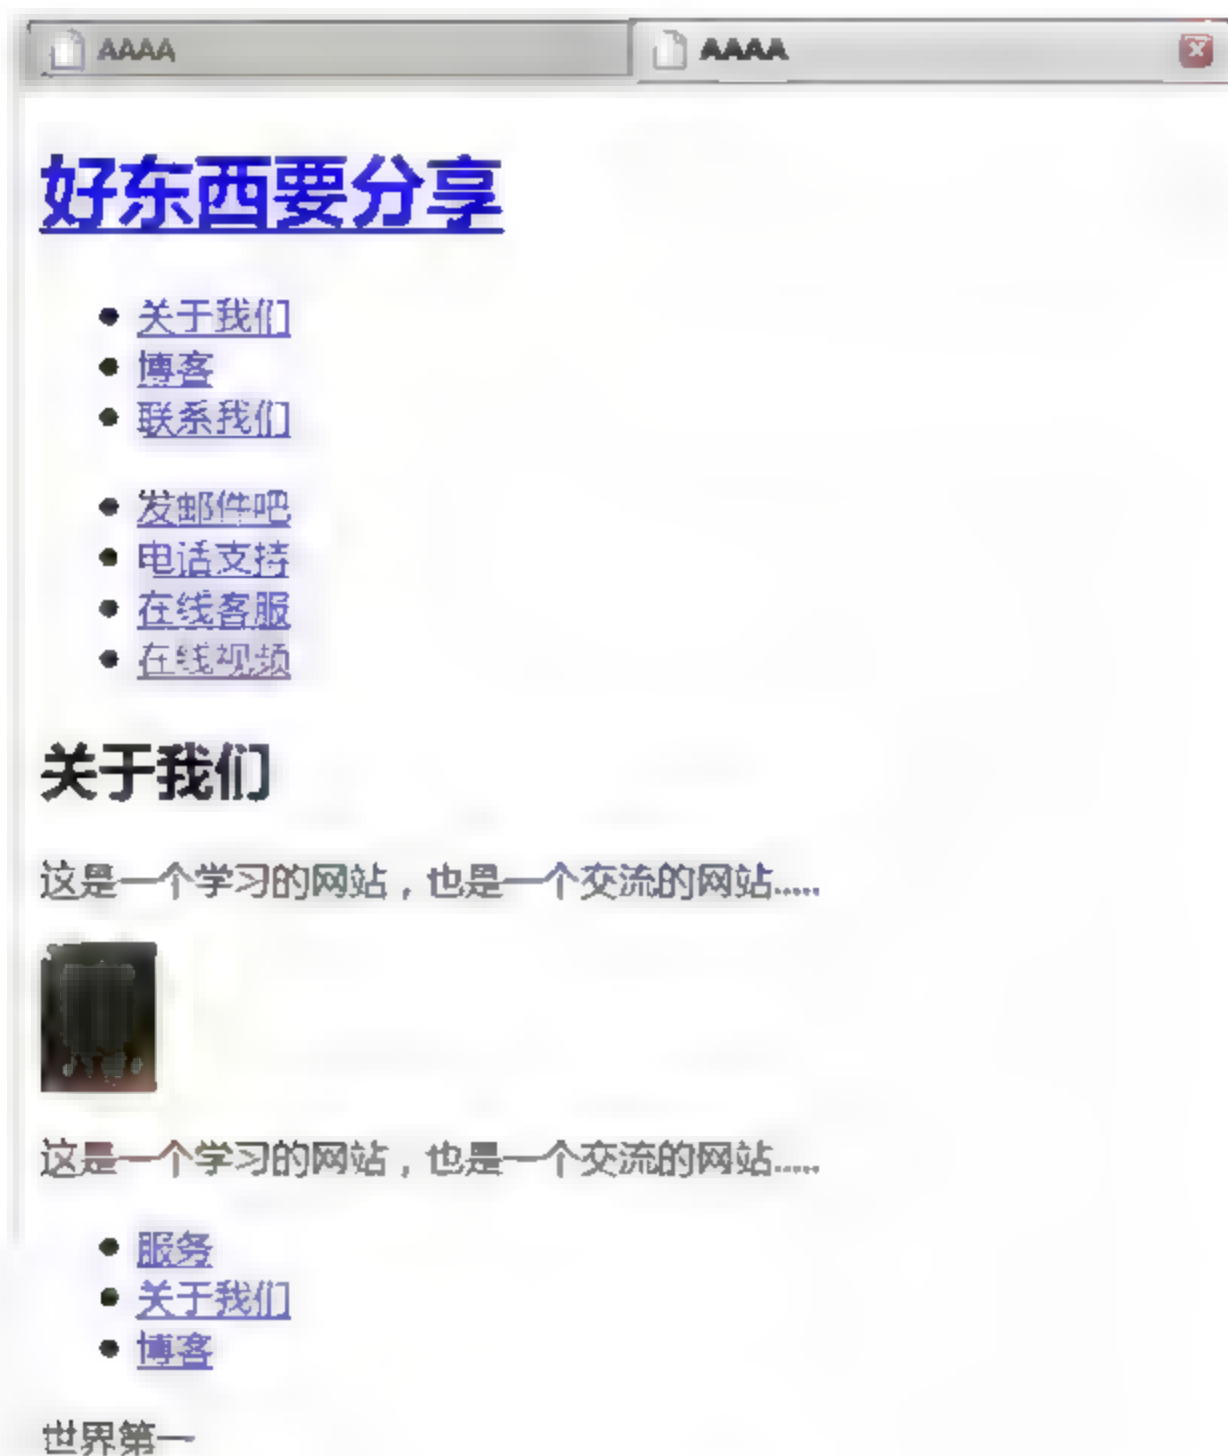 AAAA AAAA
好东西要分享
关于我们
博客
联系我们
发邮件吧
电话支持
在线客服
在线视频
关于我们
这是一个学习的网站，也是一个交流的网站.....
这是一个学习的网站，也是一个交流的网站.....
服务
关于我们
博客
世界第一